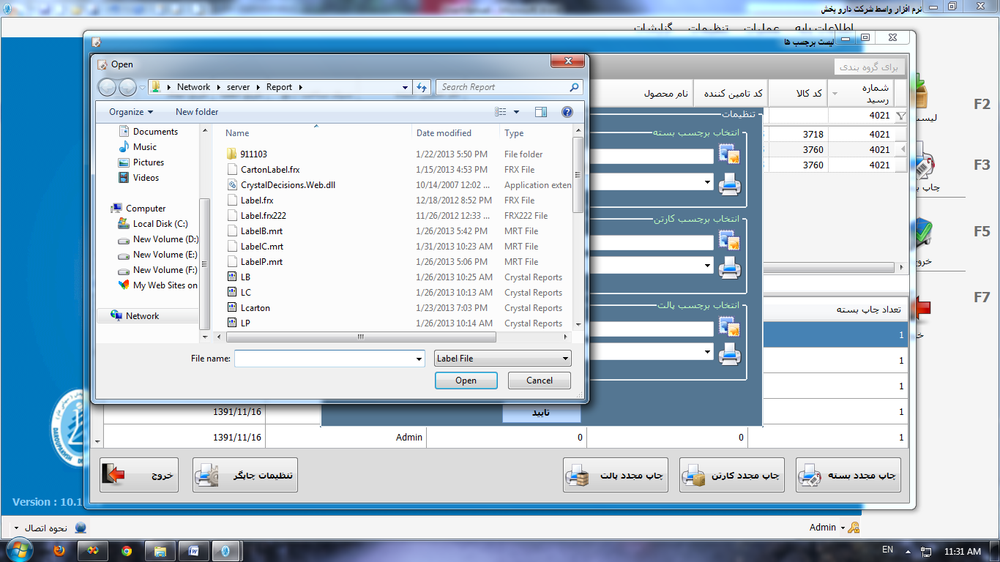 نرم افزار واسط شرکت دارو پخش
اطلاعات پایه عملیات تنظیمات گزارشات
لیست برچسب ها
Open
Network server Report
Search Report
Organize New folder
Documents
Music
Pictures
Videos
Computer
Local Disk (C:)
New Volume (D:)
New Volume (E:)
New Volume (F:)
My Web Sites on
Network
Name Date modified Type
911103 1/22/2013 5:50 PM File folder
CartonLabel.frx 1/15/2013 4:53 PM FRX File
CrystalDecisions.Web.dll 10/14/2007 12:02 ... Application exten
Label.frx 12/18/2012 8:52 PM FRX File
Label.frx222 11/26/2012 12:33 ... FRX222 File
LabelB.mrt 1/26/2013 5:42 PM MRT File
LabelC.mrt 1/31/2013 10:23 AM MRT File
LabelP.mrt 1/26/2013 5:06 PM MRT File
LB 1/26/2013 10:25 AM Crystal Reports
LC 1/26/2013 10:13 AM Crystal Reports
Lcarton 1/23/2013 7:03 PM Crystal Reports
LP 1/26/2013 10:14 AM Crystal Reports
File name: Label File
Open Cancel
برای گروه بندی
شماره رسید کد کالا کد تامین کننده نام محصول
4021
4021 3718
4021 3760
4021 3760
تنظیمات
انتخاب برچسب بسته
انتخاب برچسب کارتن
انتخاب برچسب پالت
تایید
تعداد چاپ بسته
1
1
1
1391/11/16 1
1391/11/16 Admin 0 0 1
F2
لیس
F3
چاپ ب
F5
خرو
F7
خ
چاپ مجدد بسته چاپ مجدد کارتن چاپ مجدد پالت تنظیمات چاپگر خروج
Version : 10.1
نحوه اتصال
Admin
EN 11:31 AM